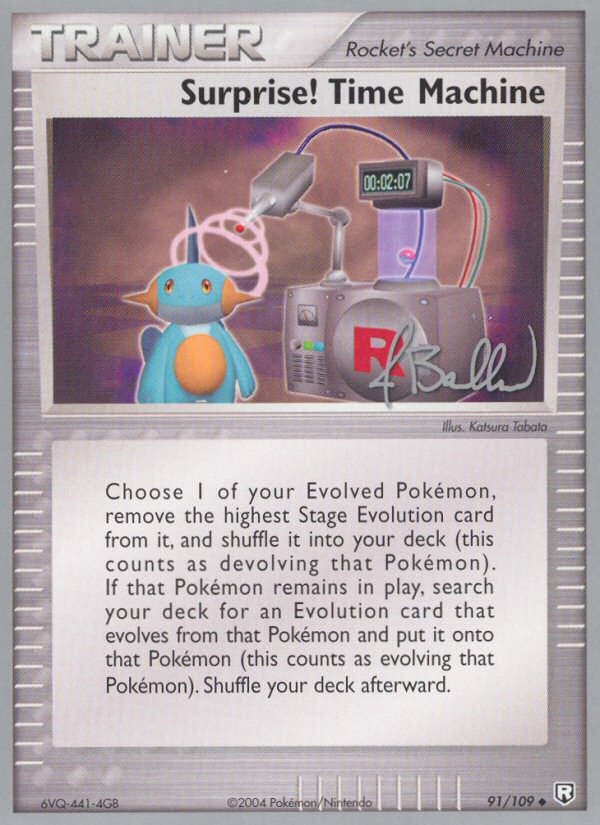 TRAINER
Rocket's Secret Machine
Surprise! Time Machine
00:02:07
R
Illus. Katsura Tabata
Choose 1 of your Evolved Pokémon,
remove the highest Stage Evolution card
from it, and shuffle it into your deck (this
counts as devolving that Pokémon).
If that Pokémon remains in play, search
your deck for an Evolution card that
evolves from that Pokémon and put it onto
that Pokémon (this counts as evolving that
Pokémon). Shuffle your deck afterward.
6VQ-441-4GB
©2004 Pokémon/Nintendo
91/109
R